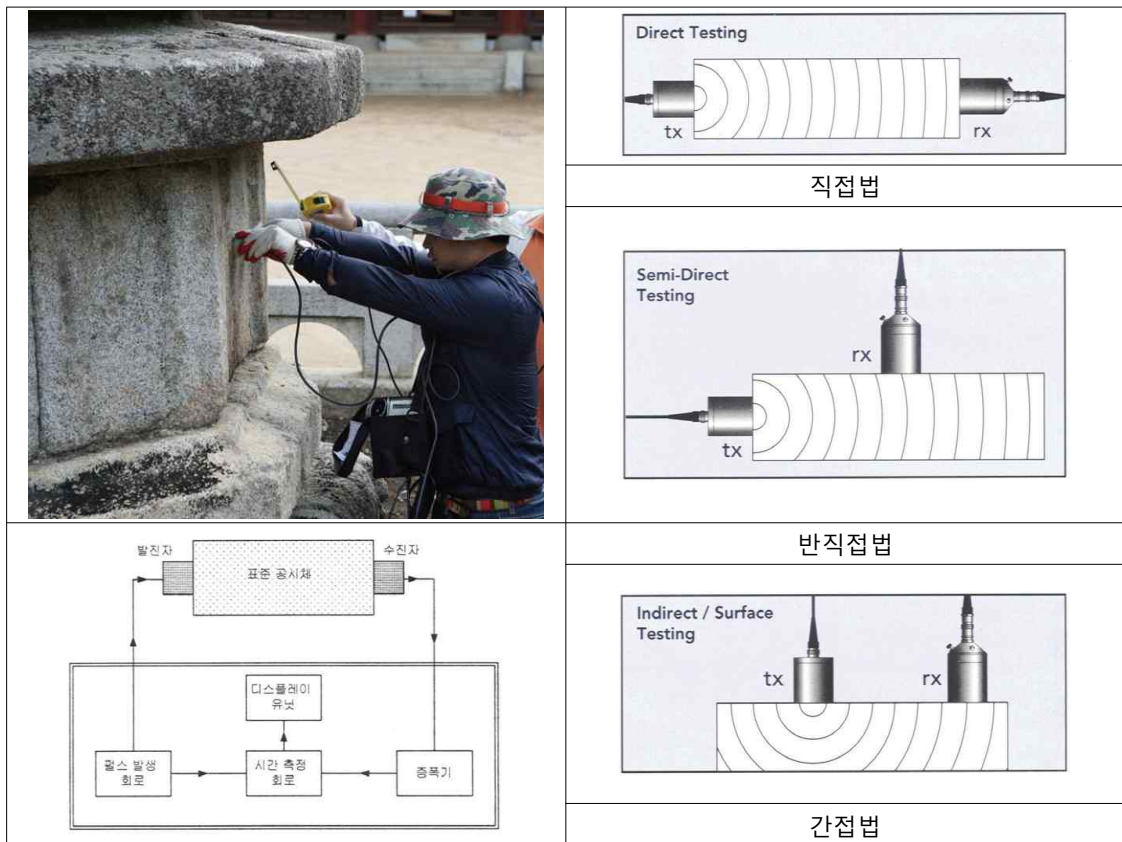 Direct Testing
tx
rx
직접법
Semi-Direct
Testing
rx
tx
반직접법
발진자
수진자
표준 공시체
디스플레이
유닛
펄스 발생
회로
시간 측정
회로
증폭기
Indirect / Surface
Testing
tx
rx
간접법